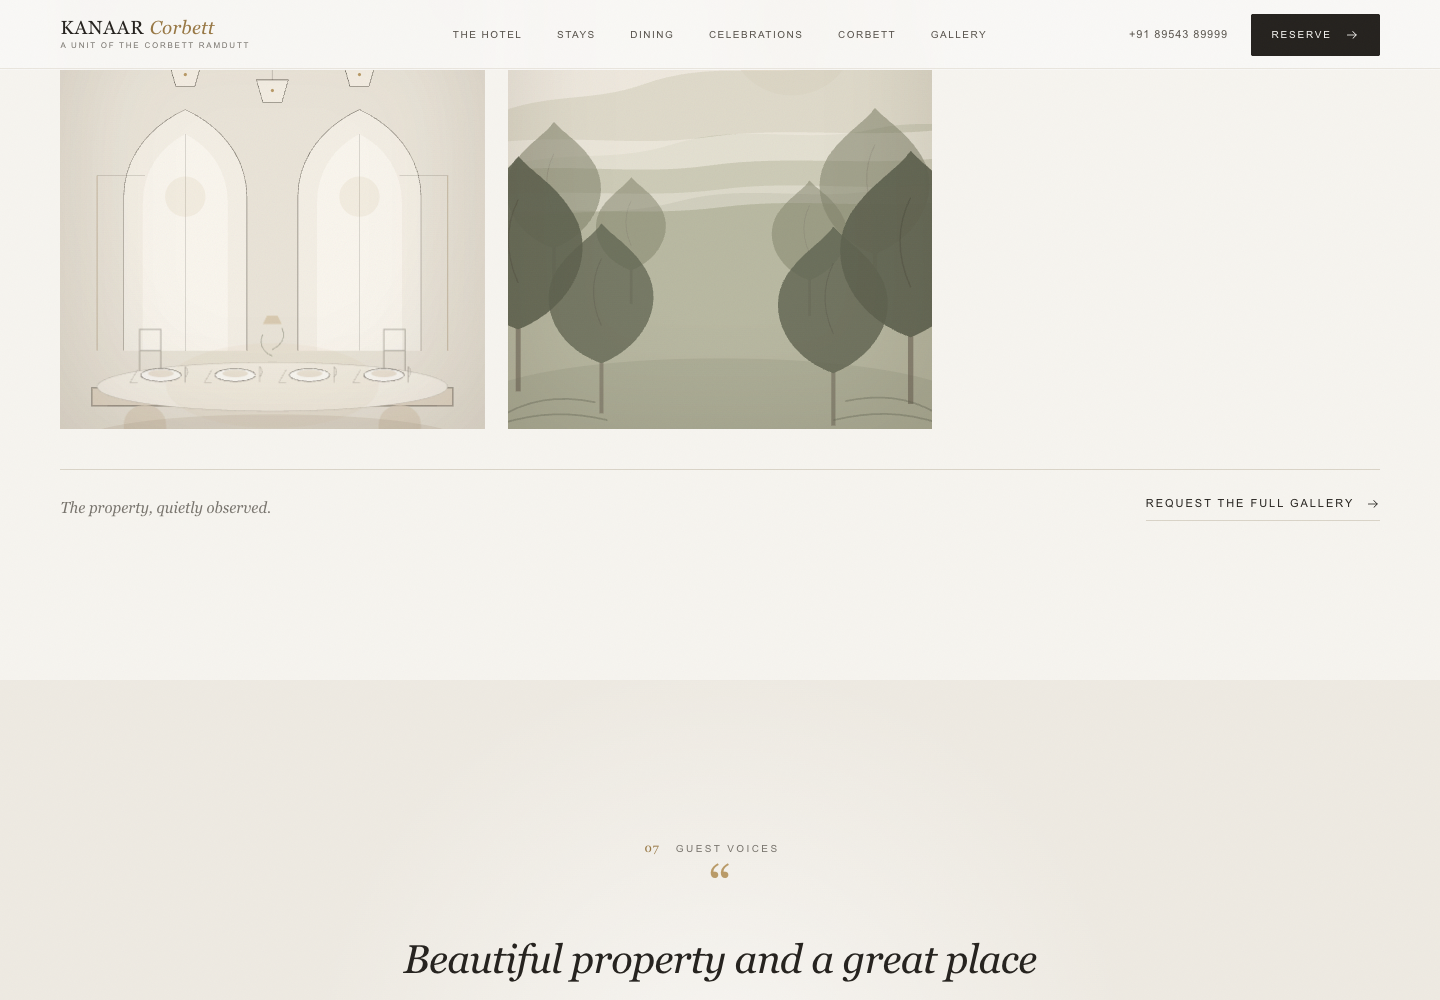 KANAAR Corbett
A UNIT OF THE CORBETT RAMDUTT
THE HOTEL
STAYS
DINING
CELEBRATIONS
CORBETT
GALLERY
+91 89543 89999
RESERVE →
The property, quietly observed.
REQUEST THE FULL GALLERY →
07 GUEST VOICES
“
Beautiful property and a great place